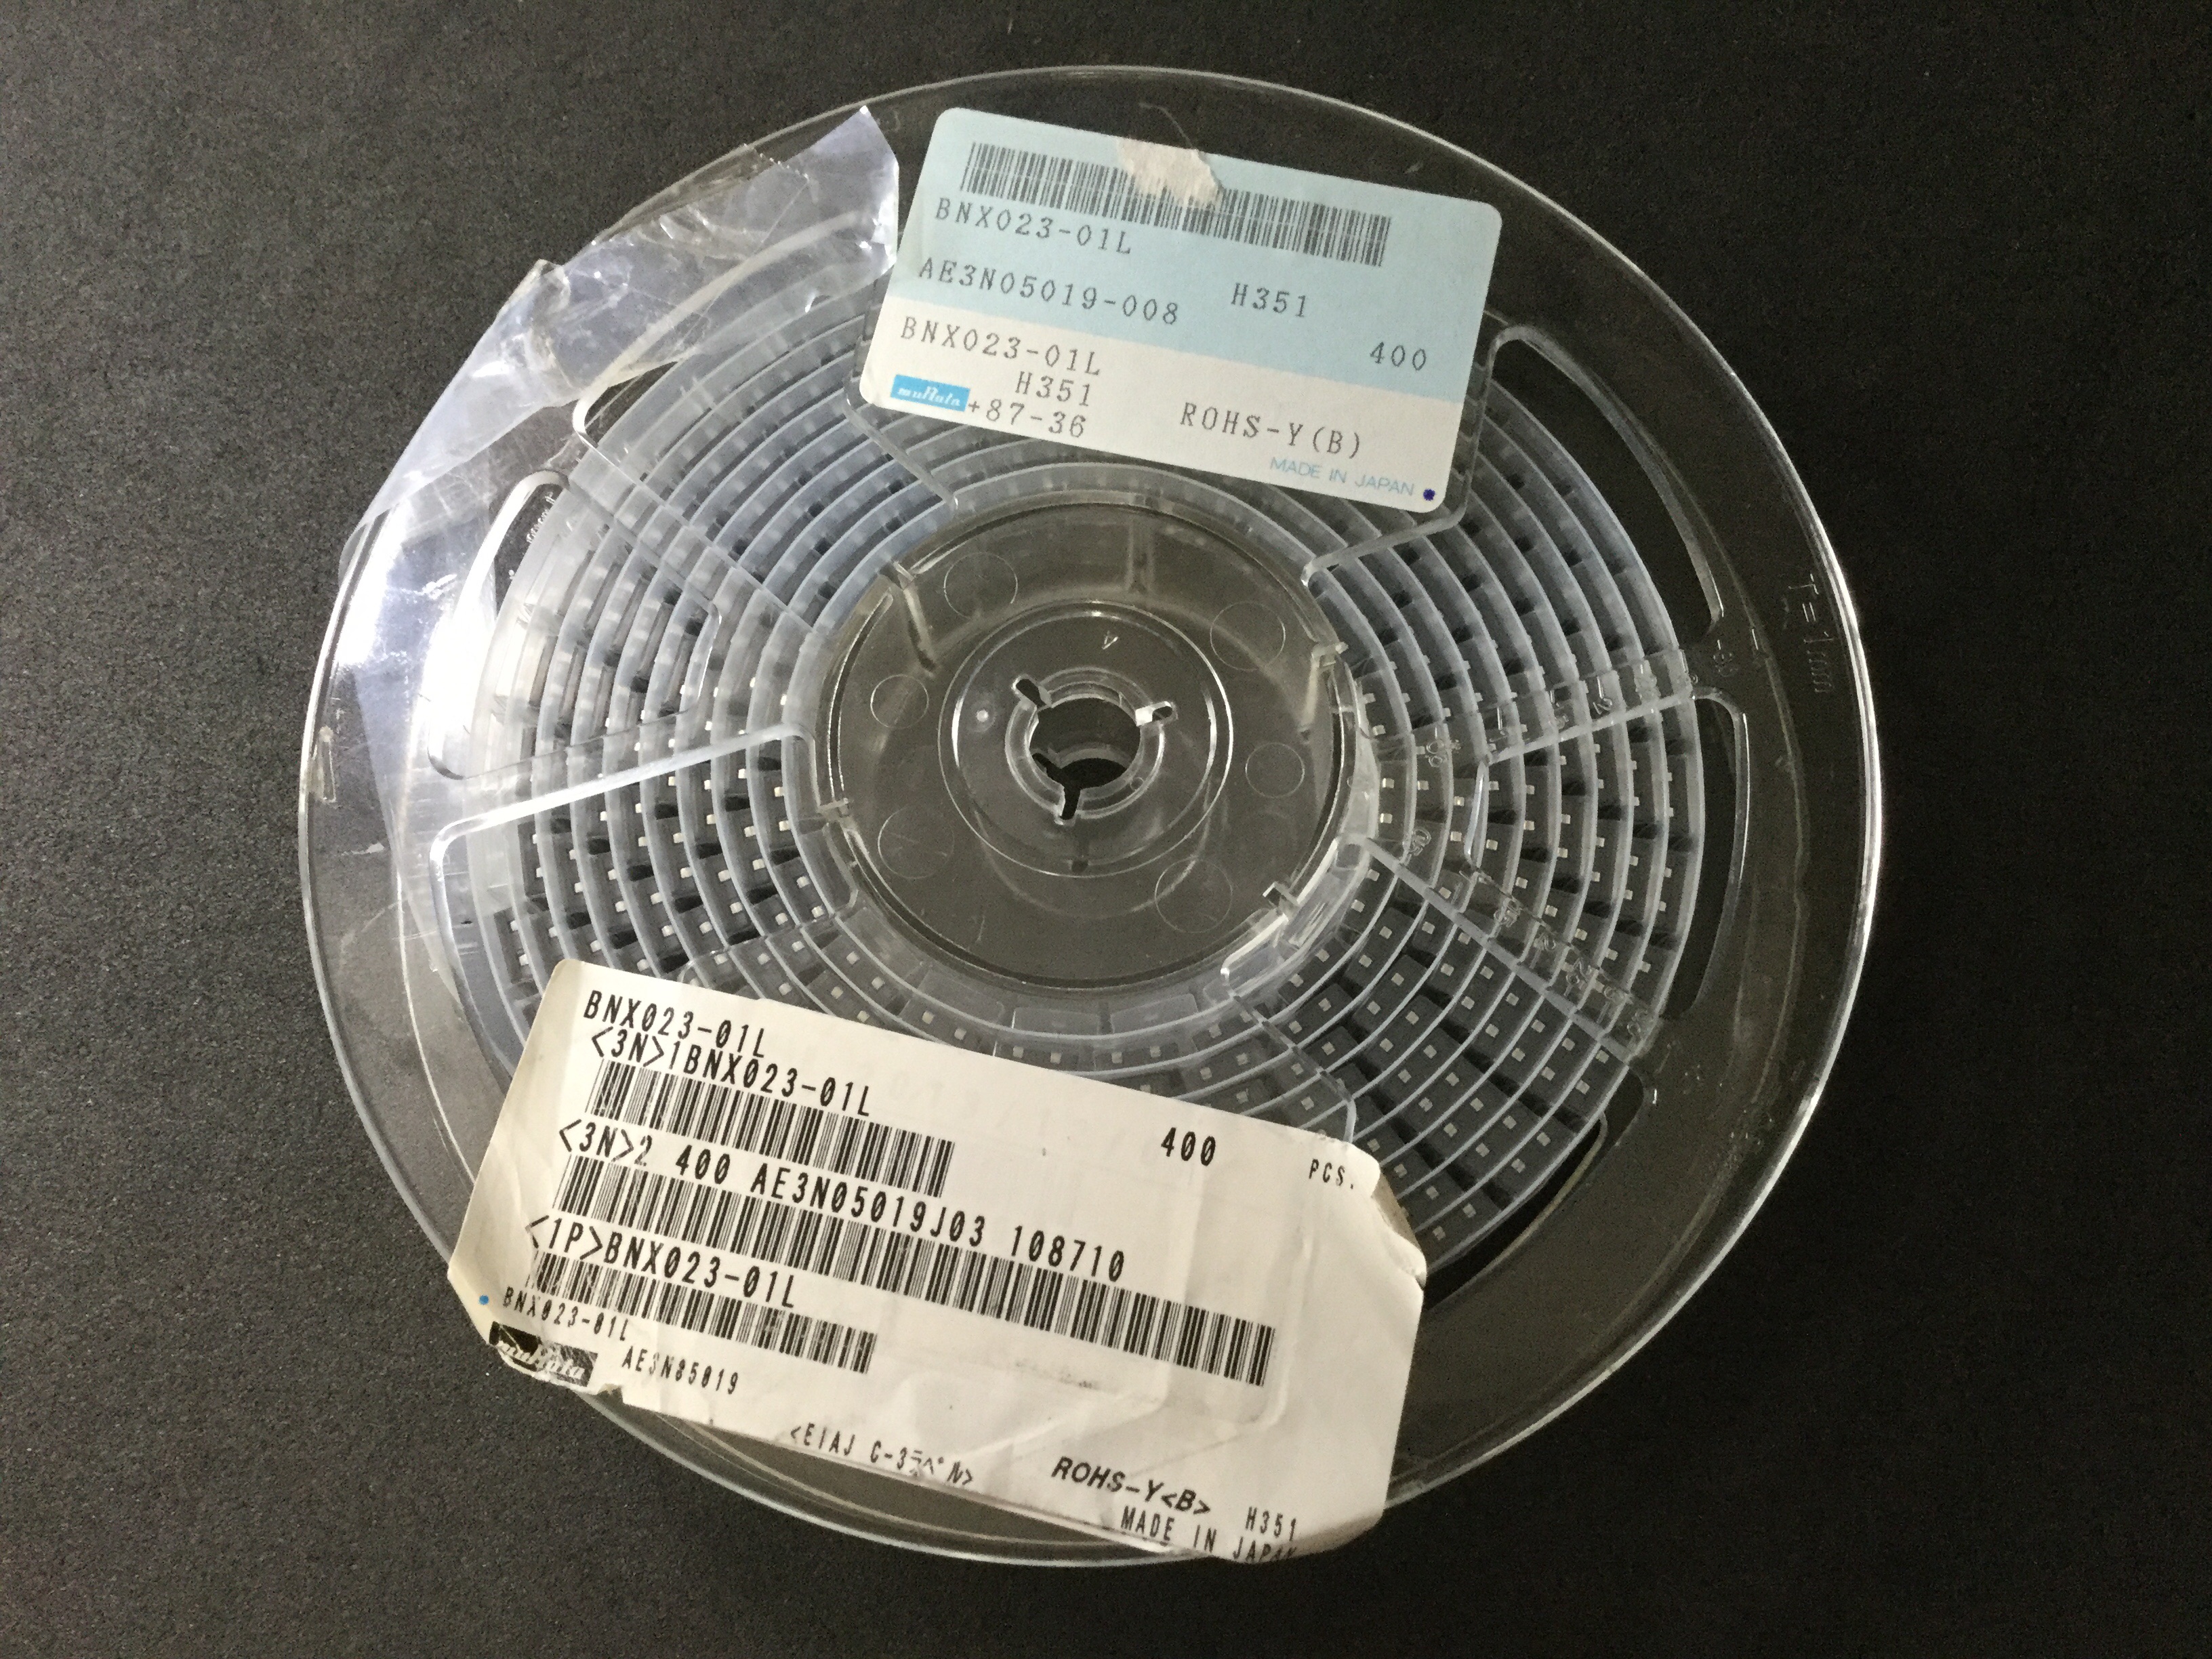 BNX023-01L
AE3N05019-008 H351
400
BNX023-01L
H351
muRata +87-36 ROHS-Y(B)
MADE IN JAPAN
T=1mm
4
BNX023-01L
<3N>1BNX023-01L
400 PCS.
<3N>2 400 AE3N05019J03 108710
<1P>BNX023-01L
BNX023-01L
muRata AE3N05019
<EIAJ C-3ラベル> ROHS-Y<B> H351
MADE IN JAPAN